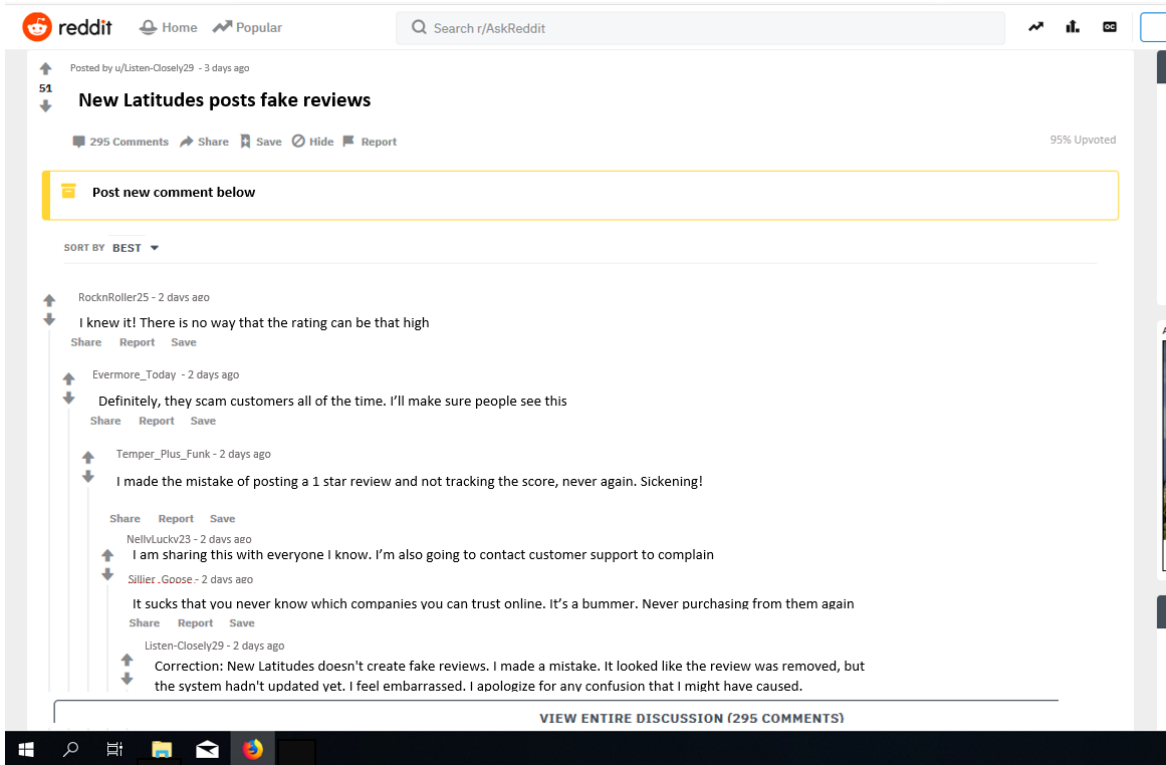 reddit Home Popular Search r/AskReddit
Posted by u/Listen-Closely29 - 3 days ago
51
New Latitudes posts fake reviews
295 Comments Share Save Hide Report 95% Upvoted
Post new comment below
SORT BY BEST
RocknRoller25 - 2 days ago
I knew it! There is no way that the rating can be that high
Share Report Save
Evermore_Today - 2 days ago
Definitely, they scam customers all of the time. I'll make sure people see this
Share Report Save
Temper_Plus_Funk - 2 days ago
I made the mistake of posting a 1 star review and not tracking the score, never again. Sickening!
Share Report Save
NellyLucky23 - 2 days ago
I am sharing this with everyone I know. I'm also going to contact customer support to complain
Sillier_Goose - 2 days ago
It sucks that you never know which companies you can trust online. It's a bummer. Never purchasing from them again
Share Report Save
Listen-Closely29 - 2 days ago
Correction: New Latitudes doesn't create fake reviews. I made a mistake. It looked like the review was removed, but
the system hadn't updated yet. I feel embarrassed. I apologize for any confusion that I might have caused.
VIEW ENTIRE DISCUSSION (295 COMMENTS)